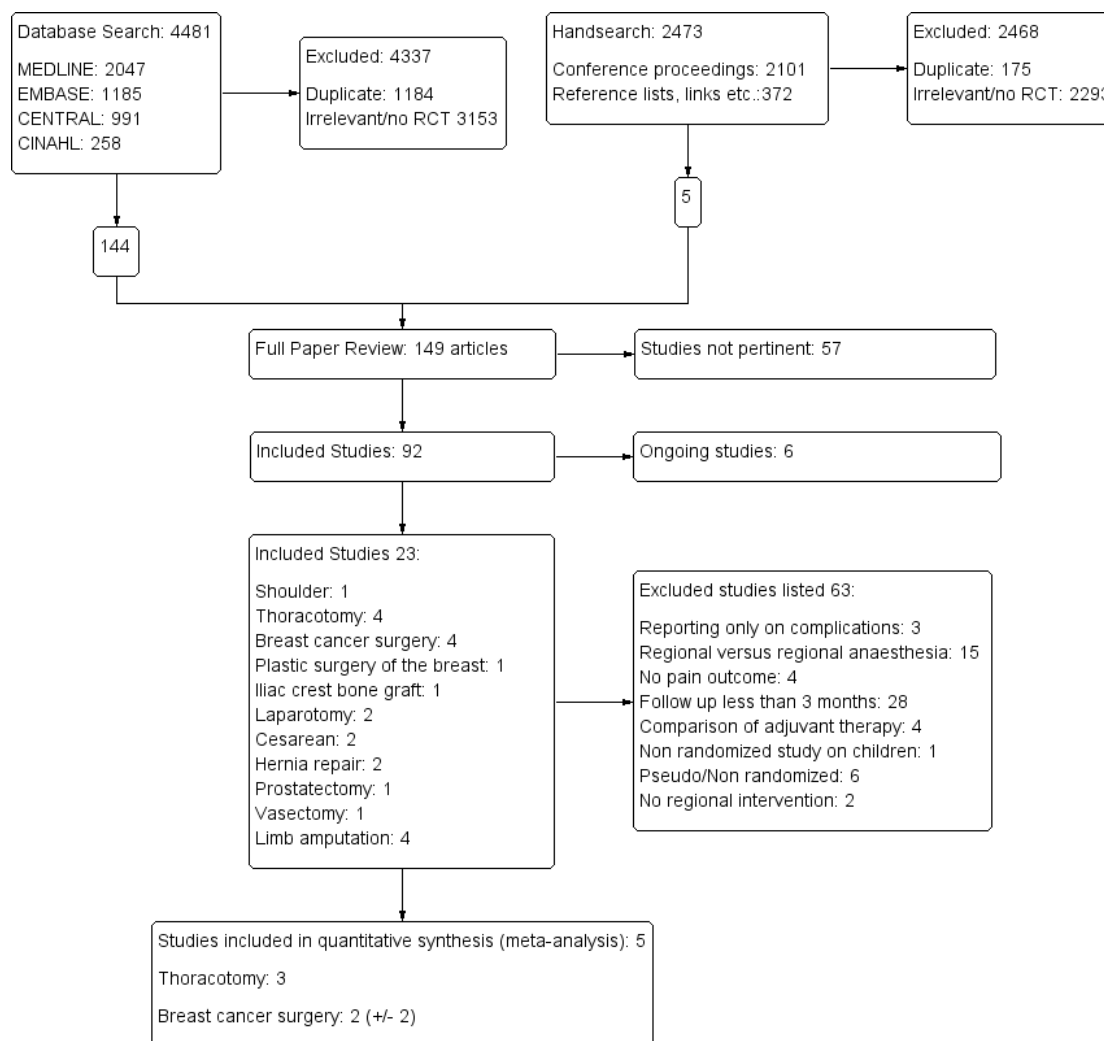 Database Search: 4481
MEDLINE: 2047
EMBASE: 1185
CENTRAL: 991
CINAHL: 258
Excluded: 4337
Duplicate: 1184
Irrelevant/no RCT 3153
Handsearch: 2473
Conference proceedings: 2101
Reference lists, links etc.:372
Excluded: 2468
Duplicate: 175
Irrelevant/no RCT: 2293
144
5
Full Paper Review: 149 articles
Studies not pertinent: 57
Included Studies: 92
Ongoing studies: 6
Included Studies 23:
Shoulder: 1
Thoracotomy: 4
Breast cancer surgery: 4
Plastic surgery of the breast: 1
Iliac crest bone graft: 1
Laparotomy: 2
Cesarean: 2
Hernia repair: 2
Prostatectomy: 1
Vasectomy: 1
Limb amputation: 4
Excluded studies listed 63:
Reporting only on complications: 3
Regional versus regional anaesthesia: 15
No pain outcome: 4
Follow up less than 3 months: 28
Comparison of adjuvant therapy: 4
Non randomized study on children: 1
Pseudo/Non randomized: 6
No regional intervention: 2
Studies included in quantitative synthesis (meta-analysis): 5
Thoracotomy: 3
Breast cancer surgery: 2 (+/- 2)